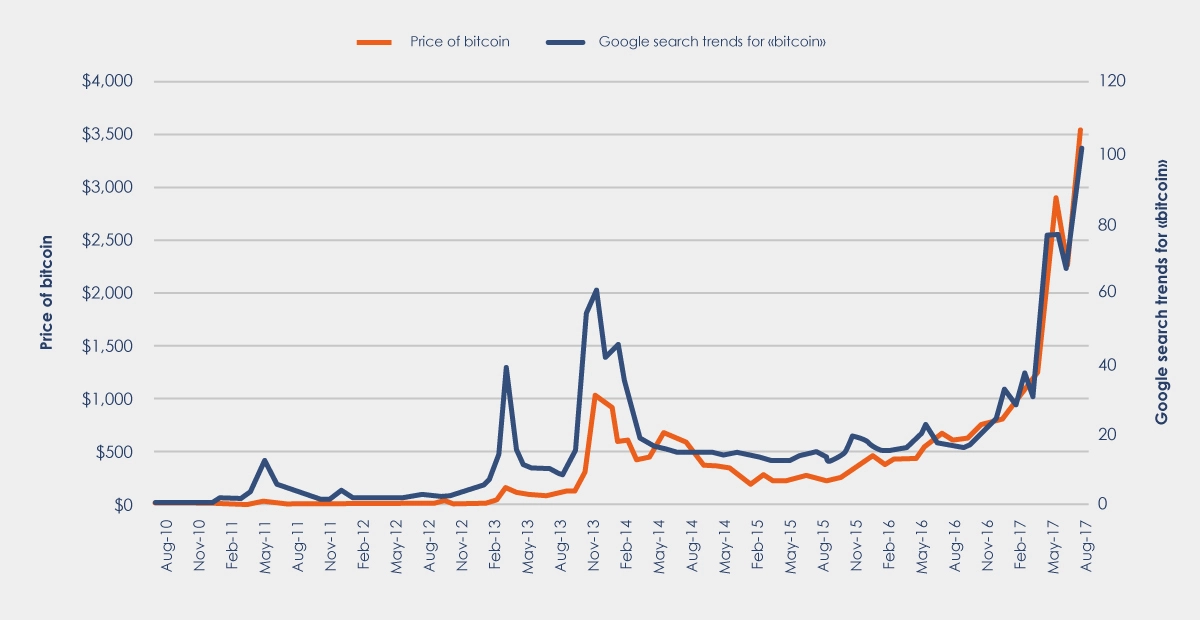 Price of bitcoin
Google search trends for «bitcoin»
$4,000
$3,500
$3,000
$2,500
$2,000
$1,500
$1,000
$500
$0
Price of bitcoin
120
100
80
60
40
20
0
Google search trends for «bitcoin»
Aug-10
Nov-10
Feb-11
May-11
Aug-11
Nov-11
Feb-12
May-12
Aug-12
Nov-12
Feb-13
May-13
Aug-13
Nov-13
Feb-14
May-14
Aug-14
Nov-14
Feb-15
May-15
Aug-15
Nov-15
Feb-16
May-16
Aug-16
Nov-16
Feb-17
May-17
Aug-17